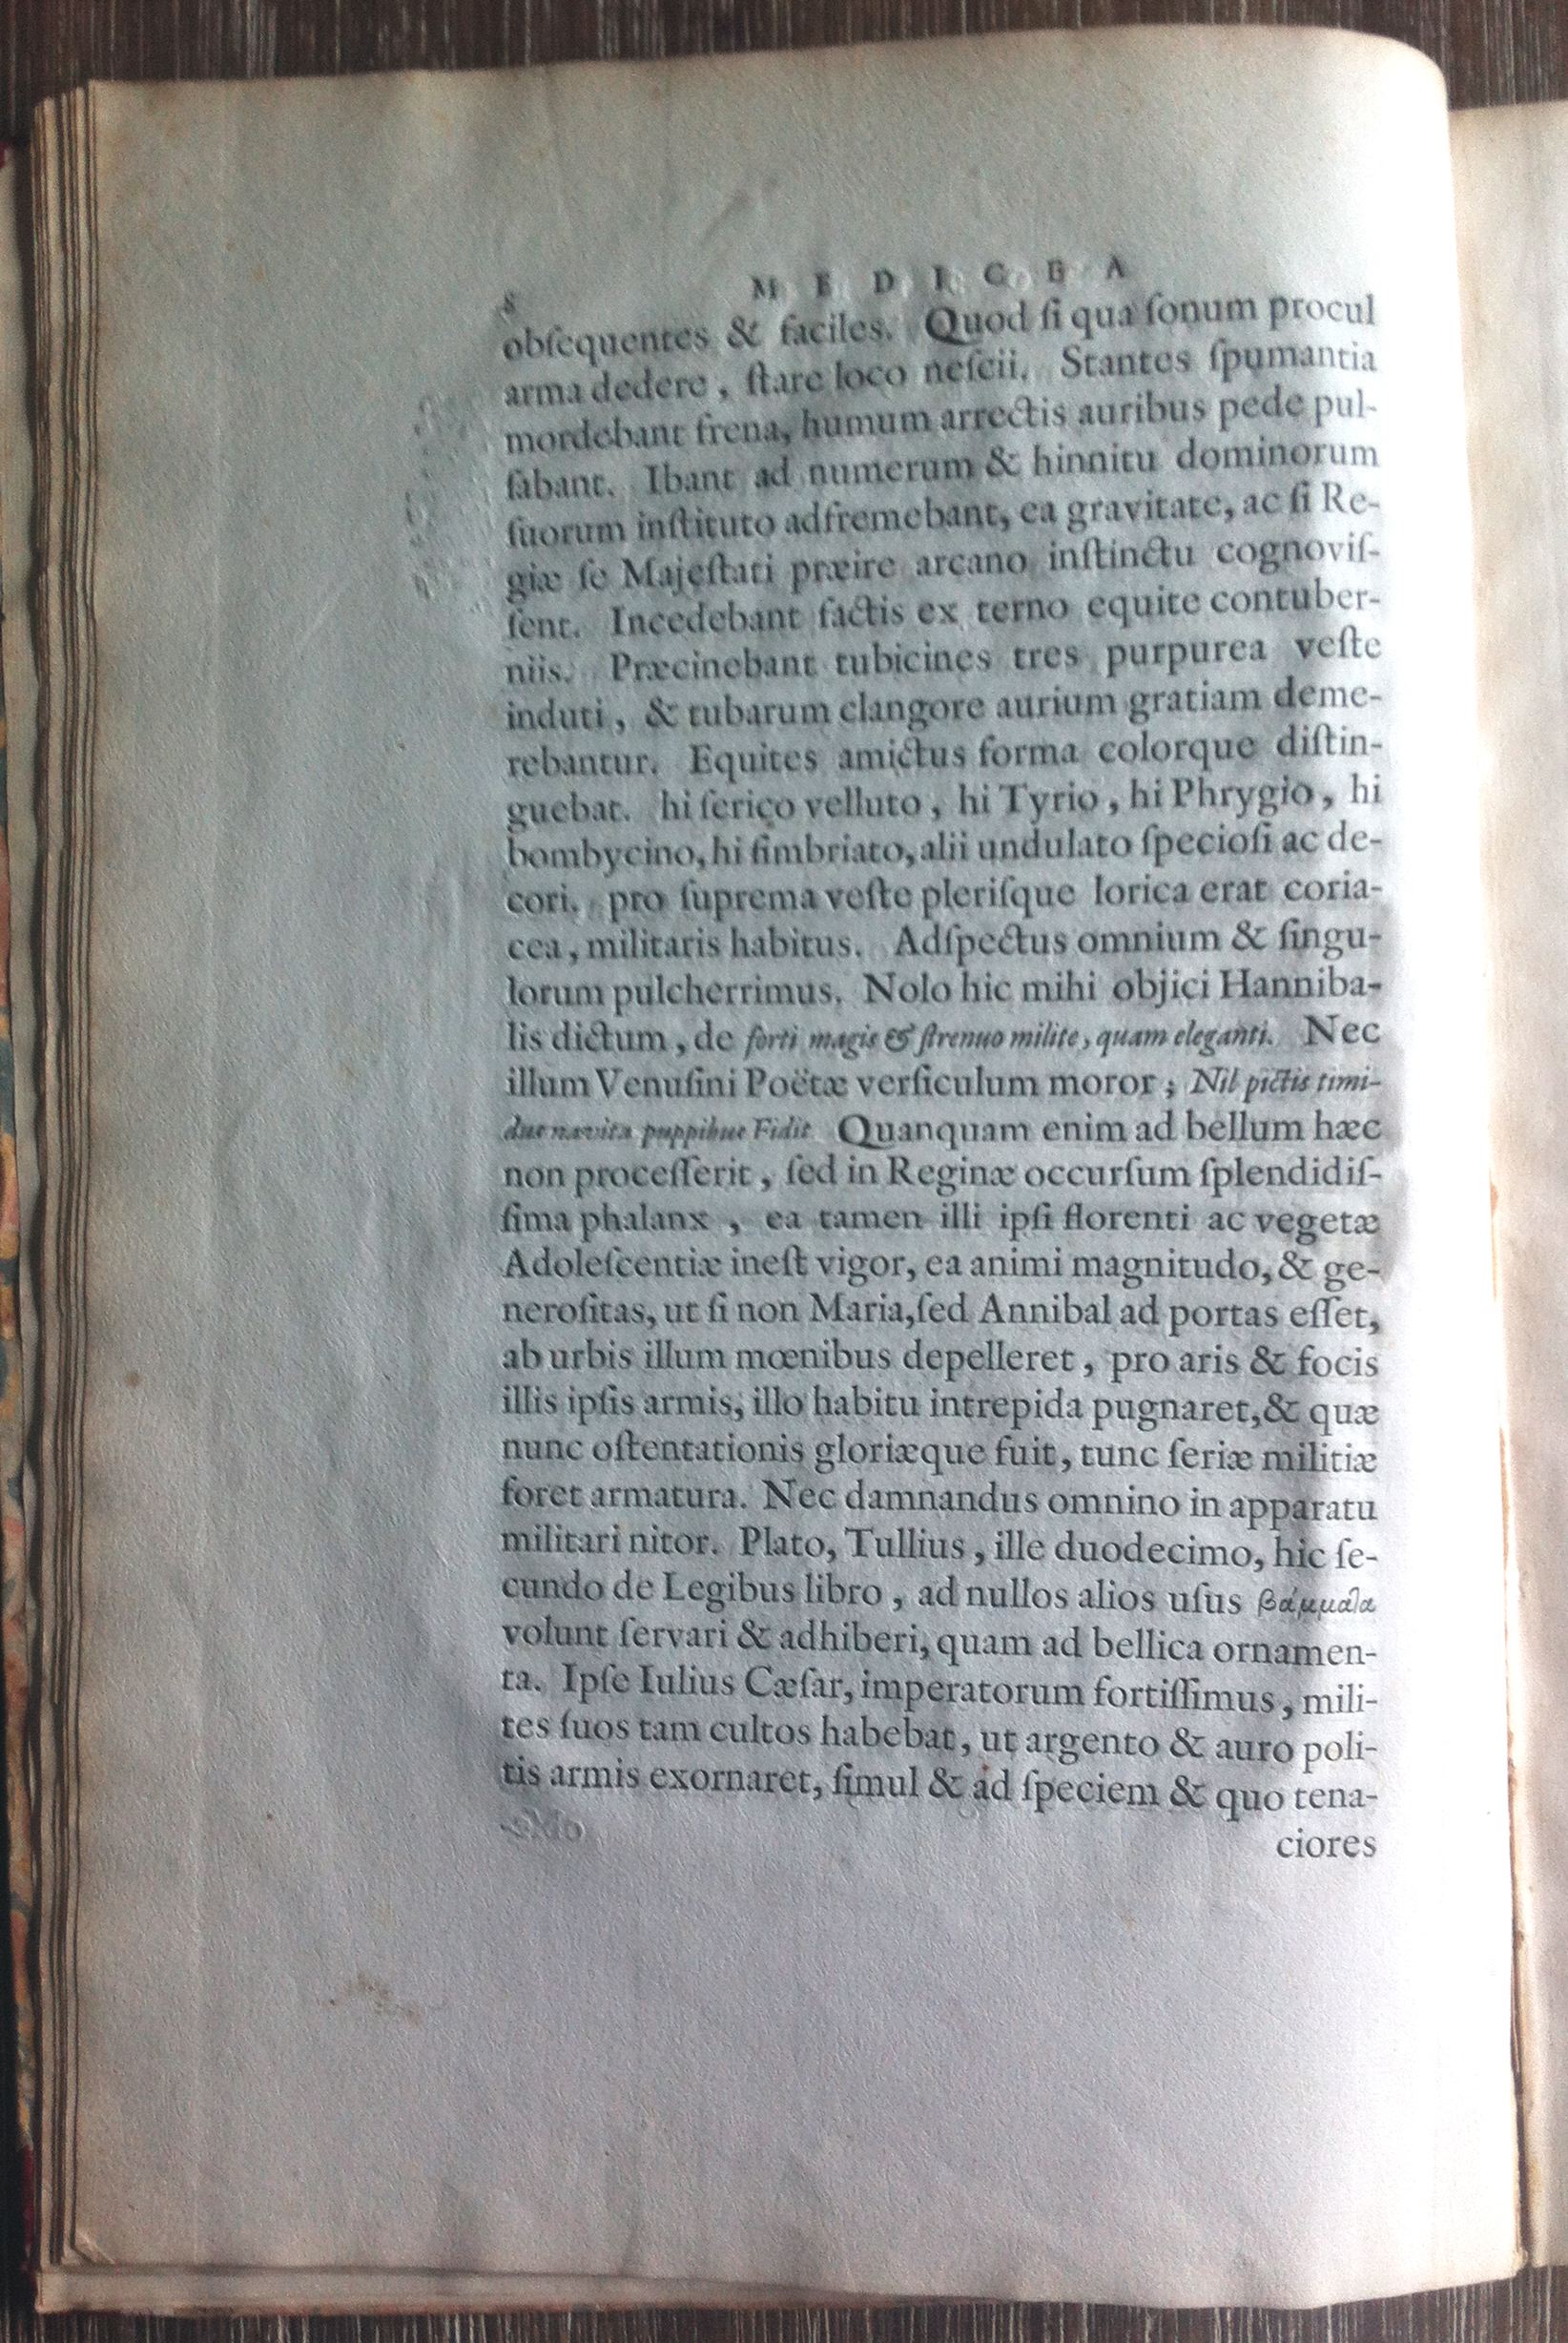 8 MEDICEA
obſequentes & faciles. Quod ſi qua ſonum procul
arma dedere, ſtare loco neſcii. Stantes ſpumantia
mordebant frena, humum arrectis auribus pede pul-
ſabant. Ibant ad numerum & hinnitu dominorum
ſuorum inſtituto adfremebant, ea gravitate, ac ſi Re-
giæ ſe Majeſtati præire arcano inſtinctu cognoviſ-
ſent. Incedebant factis ex terno equite contuber-
niis. Præcinebant tubicines tres purpurea veſte
induti, & tubarum clangore aurium gratiam deme-
rebantur. Equites amictus forma colorque diſtin-
guebat. hi ſerico velluto, hi Tyrio, hi Phrygio, hi
bombycino, hi fimbriato, alii undulato ſpecioſi ac de-
cori. pro ſuprema veſte pleriſque lorica erat coria-
cea, militaris habitus. Adſpectus omnium & ſingu-
lorum pulcherrimus. Nolo hic mihi objici Hanniba-
lis dictum, de forti magis & ſtrenuo milite, quam eleganti. Nec
illum Venuſini Poëtæ verſiculum moror; Nil pictis timi-
dus navita puppibus Fidit. Quanquam enim ad bellum hæc
non proceſſerit, ſed in Reginæ occurſum ſplendidiſ-
ſima phalanx, ea tamen illi ipſi florenti ac vegetæ
Adoleſcentiæ ineſt vigor, ea animi magnitudo, & ge-
neroſitas, ut ſi non Maria, ſed Annibal ad portas eſſet,
ab urbis illum mœnibus depelleret, pro aris & focis
illis ipſis armis, illo habitu intrepida pugnaret, & quæ
nunc oſtentationis gloriæque fuit, tunc ſeriæ militiæ
foret armatura. Nec damnandus omnino in apparatu
militari nitor. Plato, Tullius, ille duodecimo, hic ſe-
cundo de Legibus libro, ad nullos alios uſus βάμματα
volunt ſervari & adhiberi, quam ad bellica ornamen-
ta. Ipſe Iulius Cæſar, imperatorum fortiſſimus, mili-
tes ſuos tam cultos habebat, ut argento & auro poli-
tis armis exornaret, ſimul & ad ſpeciem & quo tena-
ciores